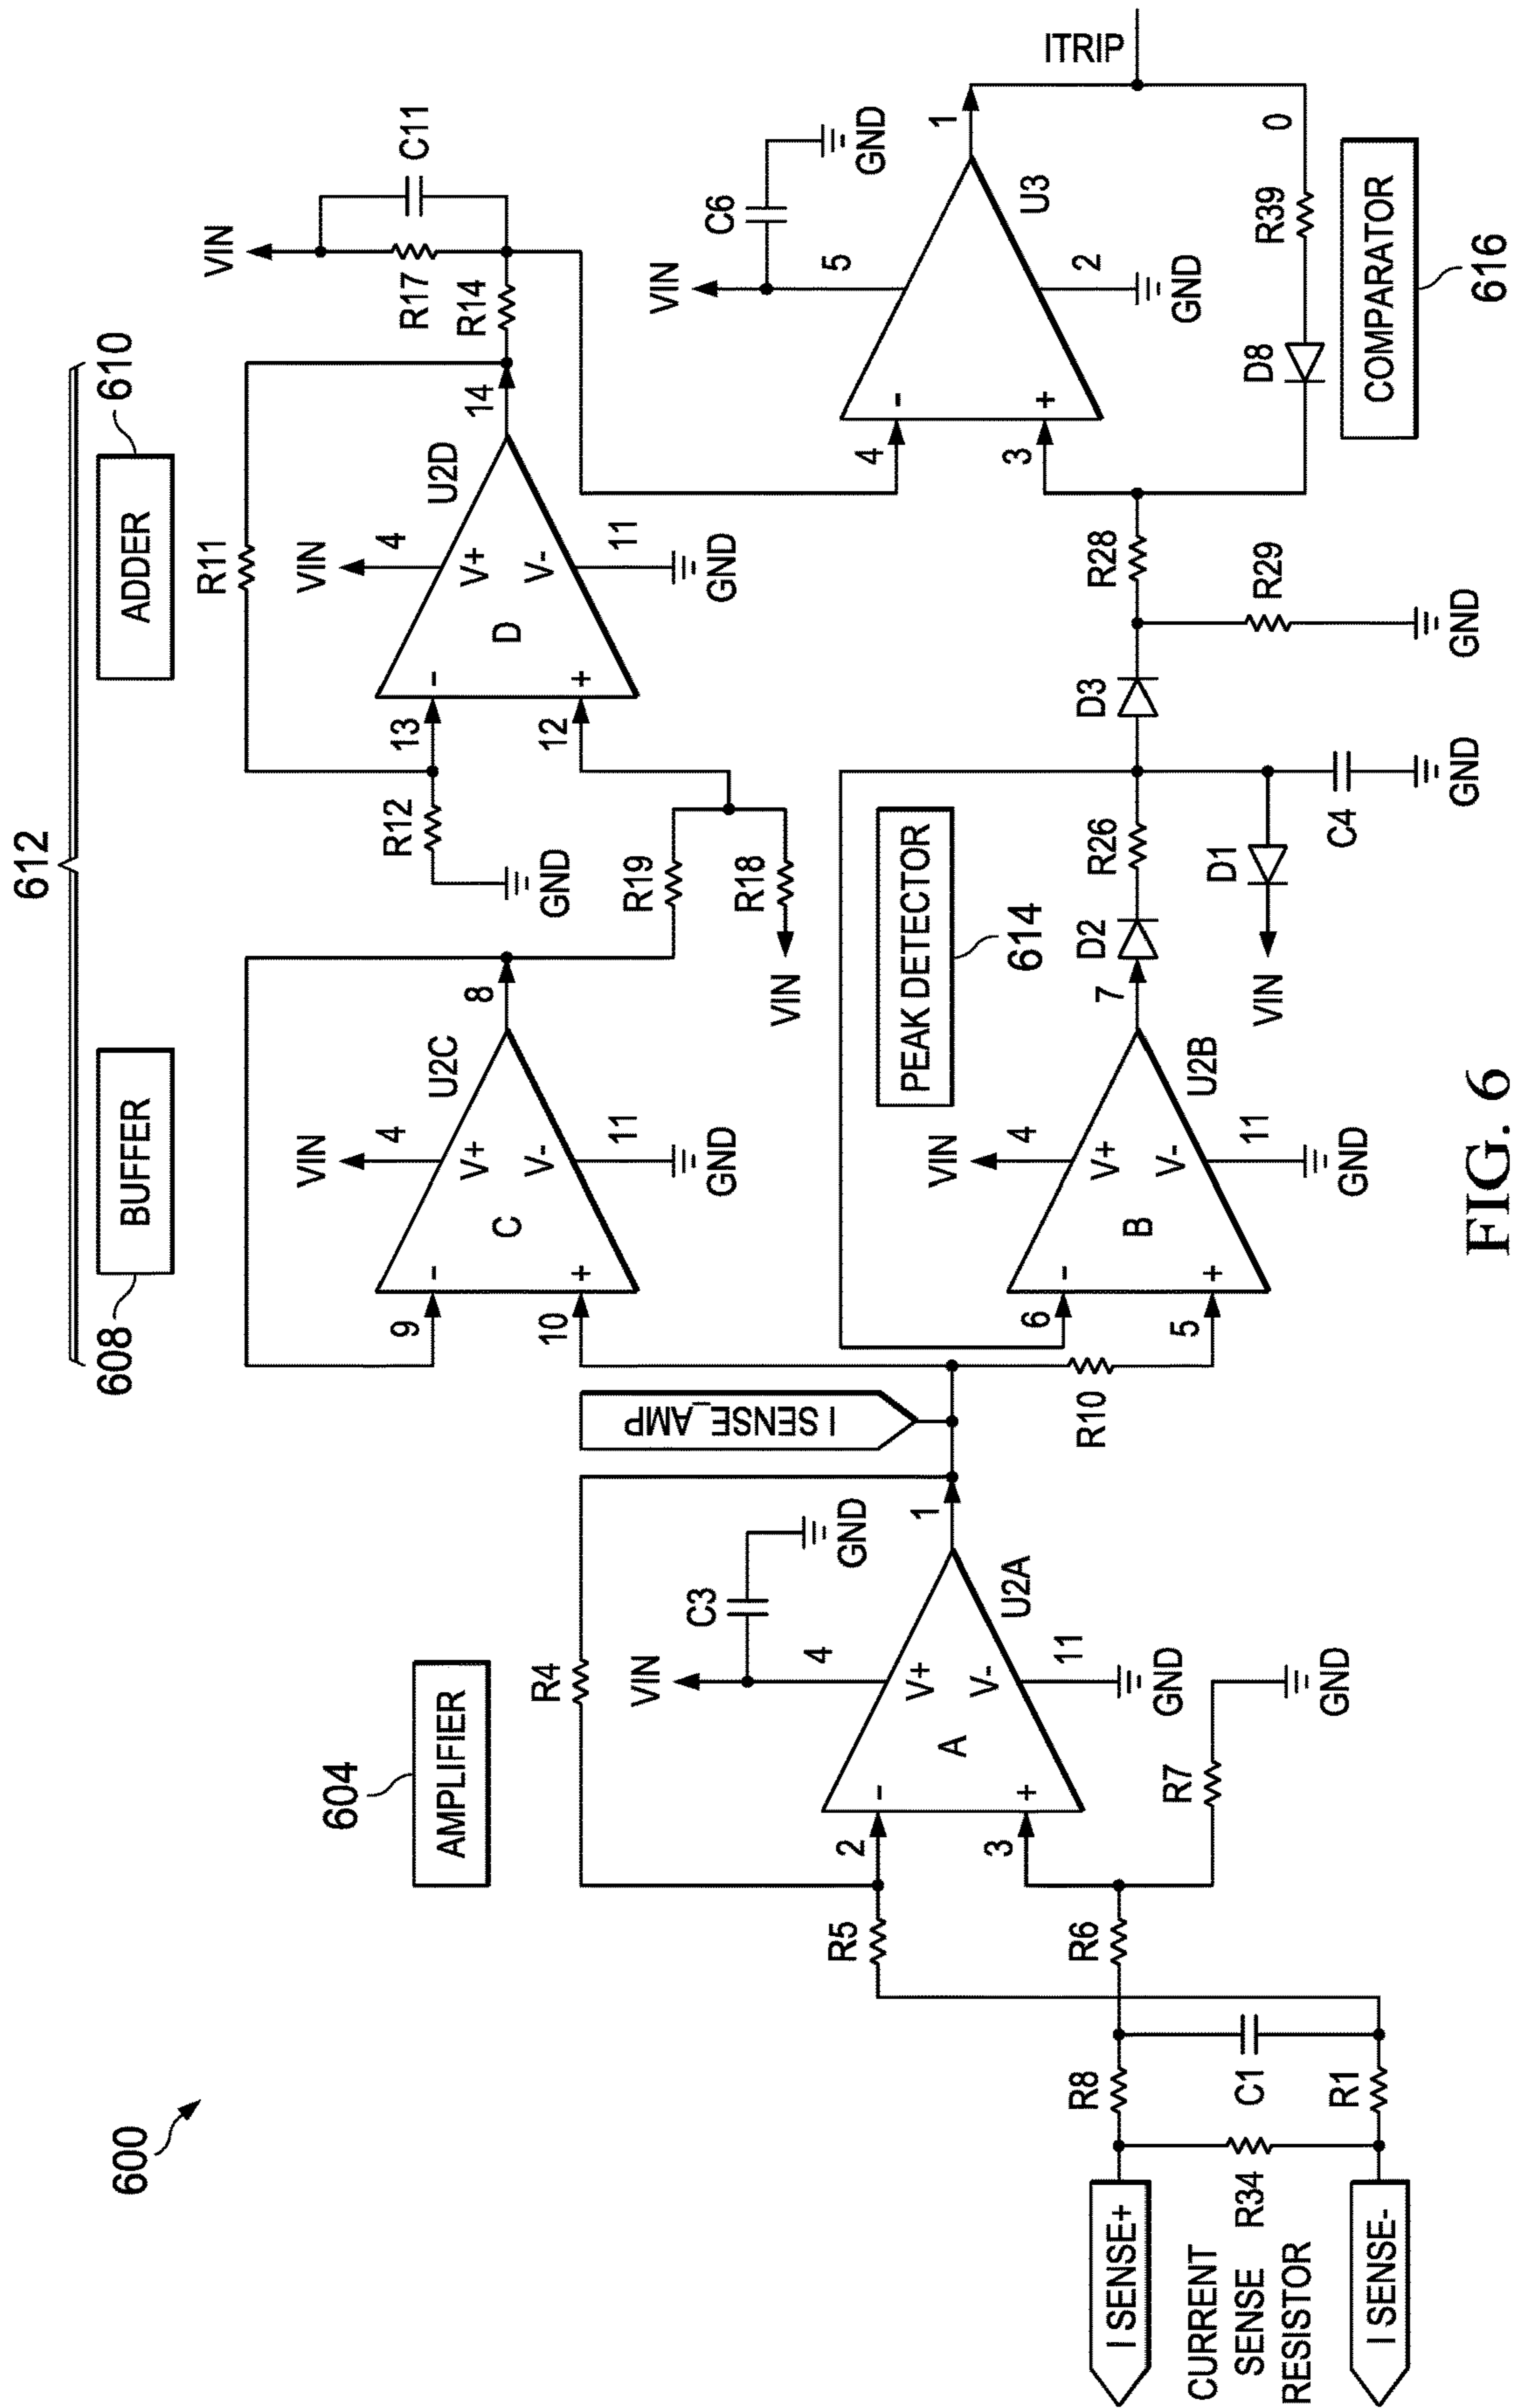 600
612
608
BUFFER
ADDER
610
604
AMPLIFIER
R4
VIN
C3
GND
4
V+
V-
11
GND
A
U2A
2
-
3
+
1
R5
R6
R7
GND
R8
C1
R1
R34
I SENSE+
CURRENT
SENSE
RESISTOR
I SENSE-
I SENSE_AMP
R10
9
-
10
+
C
U2C
VIN
4
V+
V-
11
GND
8
R19
R18
VIN
R12
GND
R11
13
-
12
+
D
U2D
VIN
4
V+
V-
11
GND
14
R14
R17
C11
VIN
PEAK DETECTOR
614
6
-
5
+
B
U2B
VIN
4
V+
V-
11
GND
7
D2
R26
D1
VIN
C4
GND
D3
R28
R29
GND
4
-
3
+
U3
VIN
5
C6
GND
2
GND
1
ITRIP
D8
R39
0
COMPARATOR
616
FIG. 6